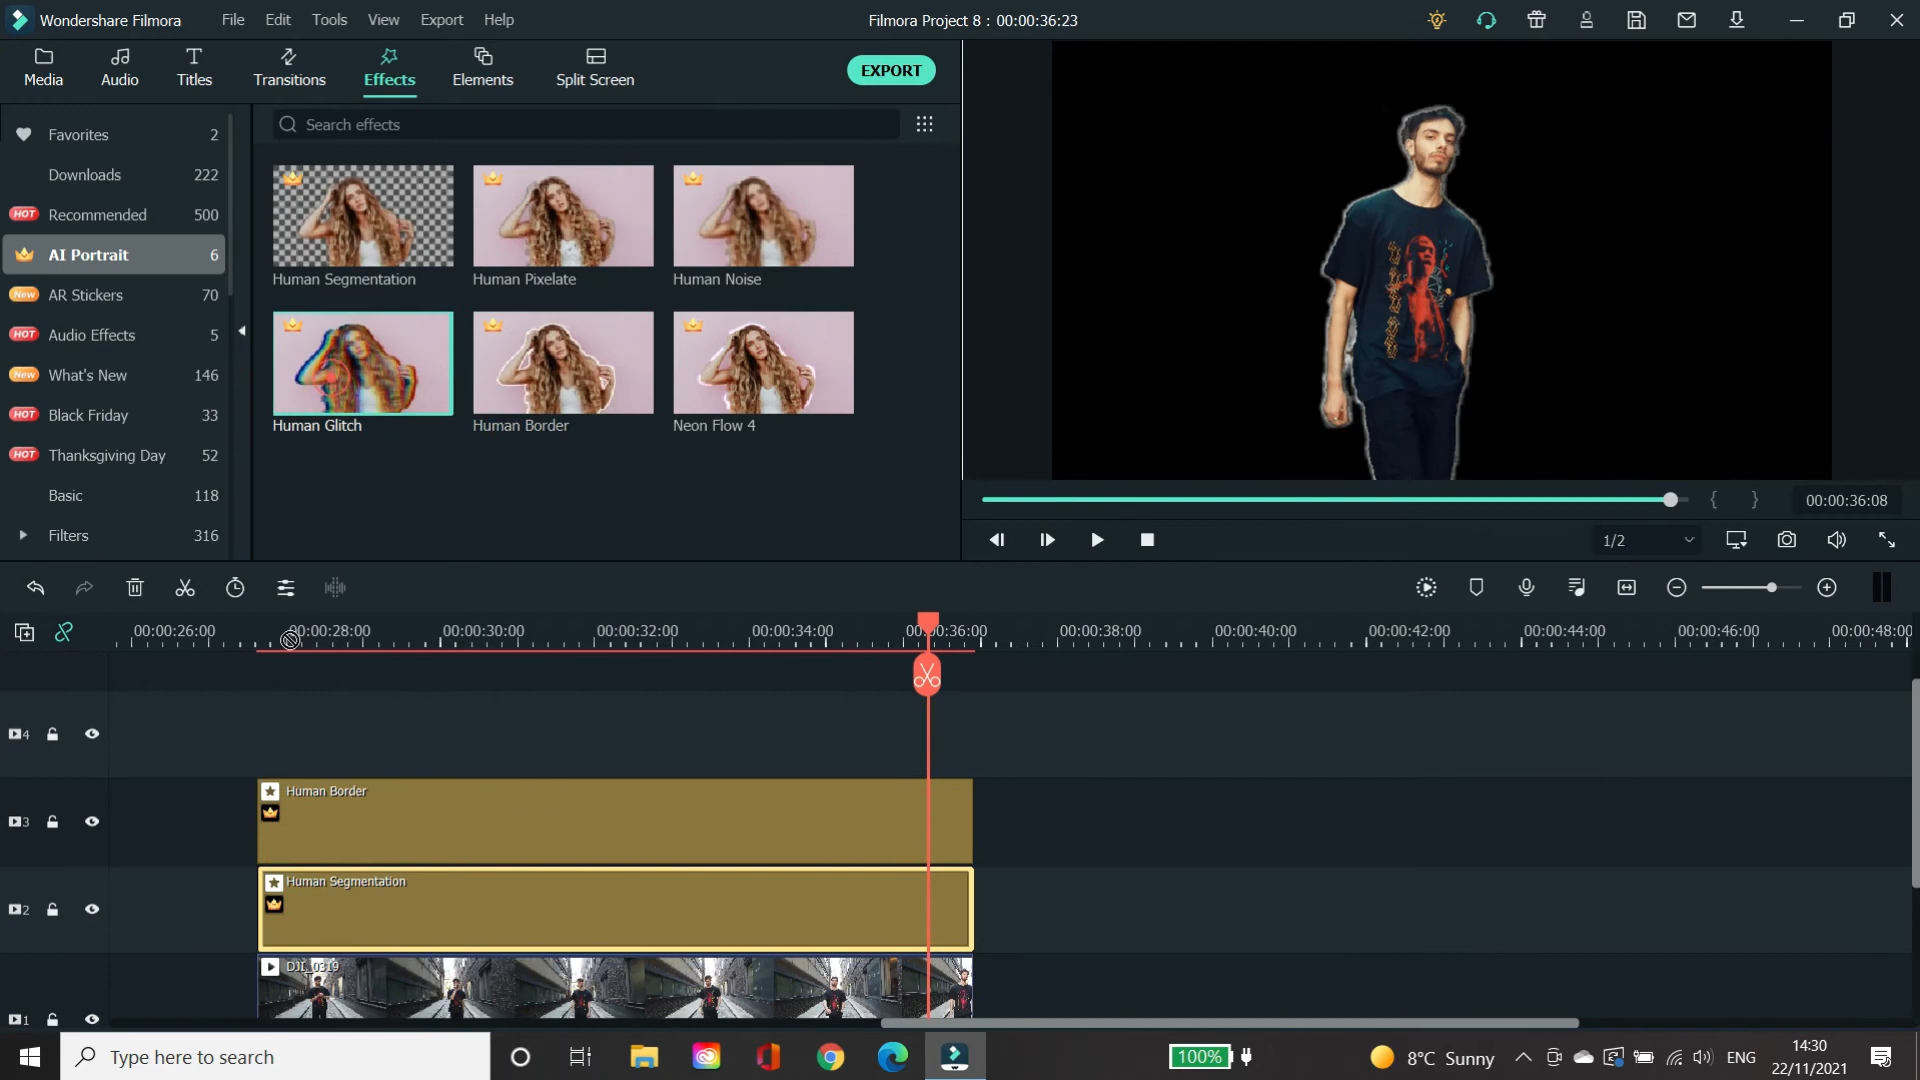 Wondershare Filmora
File
Edit
Tools
View
Export
Help
Filmora Project 8 : 00:00:36:23
Media
Audio
Titles
Transitions
Effects
Elements
Split Screen
EXPORT
Favorites 2
Downloads 222
HOT Recommended 500
AI Portrait 6
New AR Stickers 70
HOT Audio Effects 5
New What's New 146
HOT Black Friday 33
HOT Thanksgiving Day 52
Basic 118
Filters 316
Search effects
Human Segmentation
Human Pixelate
Human Noise
Human Glitch
Human Border
Neon Flow 4
00:00:36:08
1/2
00:00:26:00
00:00:28:00
00:00:30:00
00:00:32:00
00:00:34:00
00:00:36:00
00:00:38:00
00:00:40:00
00:00:42:00
00:00:44:00
00:00:46:00
00:00:48:00
4
3
Human Border
2
Human Segmentation
1
DJI_0319
Type here to search
100%
8°C Sunny
ENG
14:30
22/11/2021